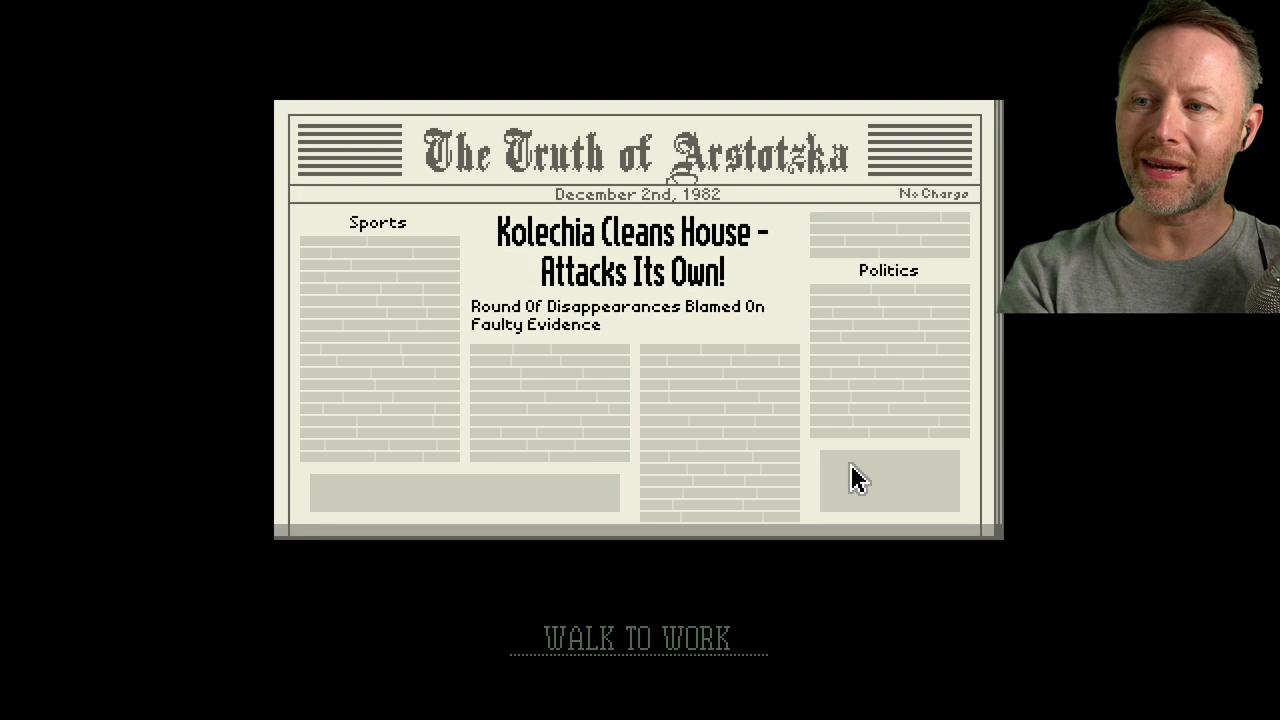 The Truth of Arstotzka
December 2nd, 1982
No Charge
Sports
Kolechia Cleans House -
Attacks Its Own!
Round Of Disappearances Blamed On
Faulty Evidence
Politics
WALK TO WORK